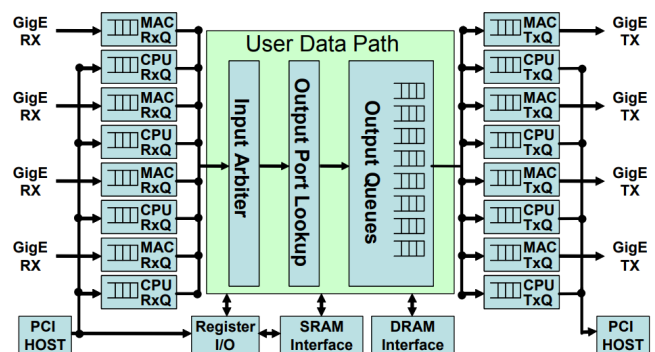 GigE
RX
MAC
RxQ
CPU
RxQ
GigE
RX
MAC
RxQ
CPU
RxQ
GigE
RX
MAC
RxQ
CPU
RxQ
GigE
RX
MAC
RxQ
CPU
RxQ
PCI
HOST
User Data Path
Input Arbiter
Output Port Lookup
Output Queues
Register
I/O
SRAM
Interface
DRAM
Interface
MAC
TxQ
GigE
TX
CPU
TxQ
MAC
TxQ
GigE
TX
CPU
TxQ
MAC
TxQ
GigE
TX
CPU
TxQ
MAC
TxQ
GigE
TX
CPU
TxQ
PCI
HOST